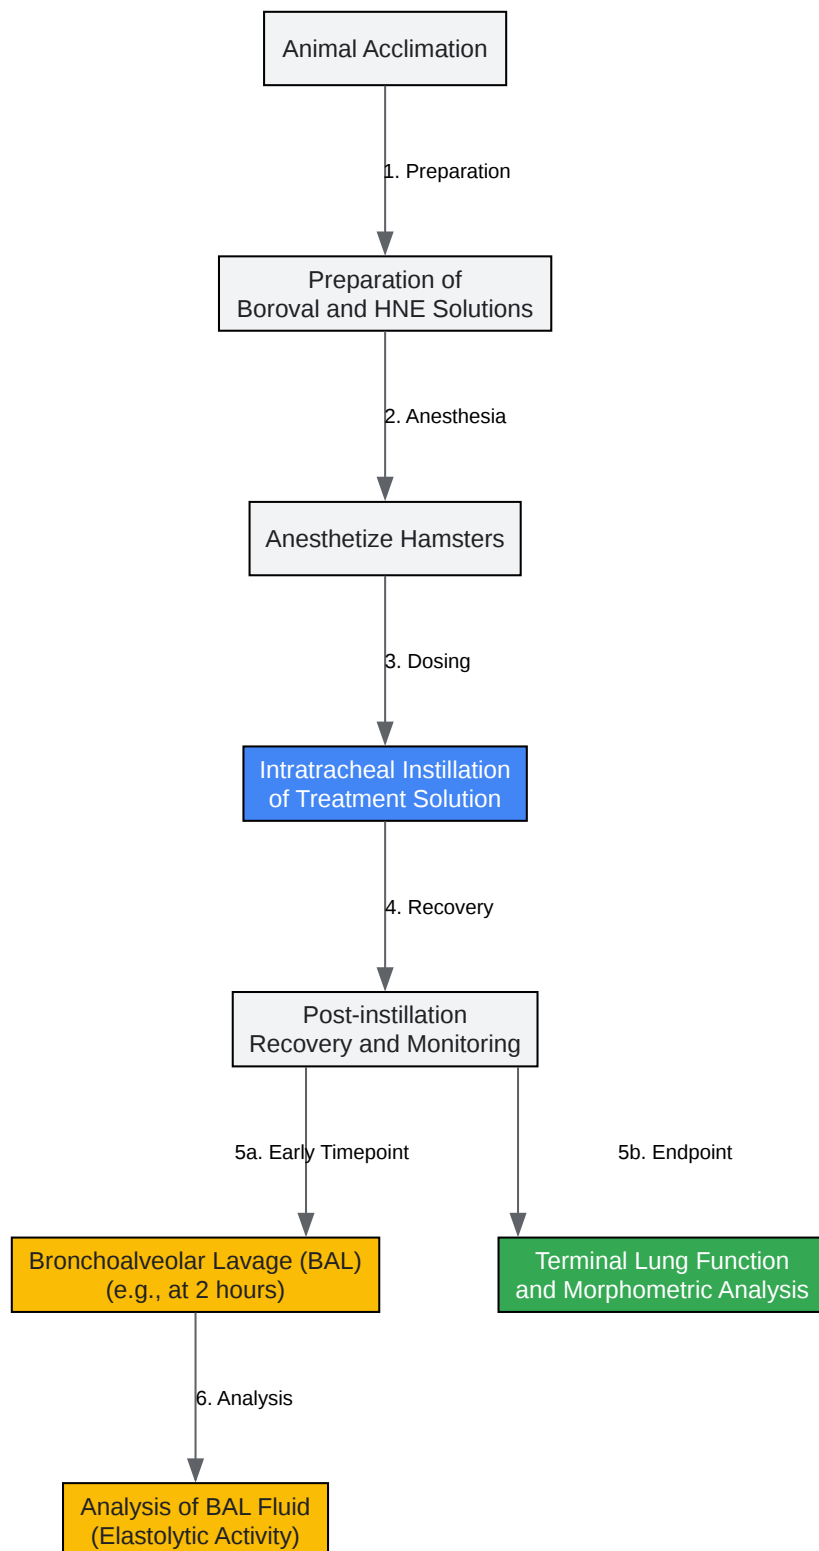 Animal Acclimation
1. Preparation
Preparation of
Boroval and HNE Solutions
2. Anesthesia
Anesthetize Hamsters
3. Dosing
Intratracheal Instillation
of Treatment Solution
4. Recovery
Post-instillation
Recovery and Monitoring
5a. Early Timepoint
5b. Endpoint
Bronchoalveolar Lavage (BAL)
(e.g., at 2 hours)
Terminal Lung Function
and Morphometric Analysis
6. Analysis
Analysis of BAL Fluid
(Elastolytic Activity)